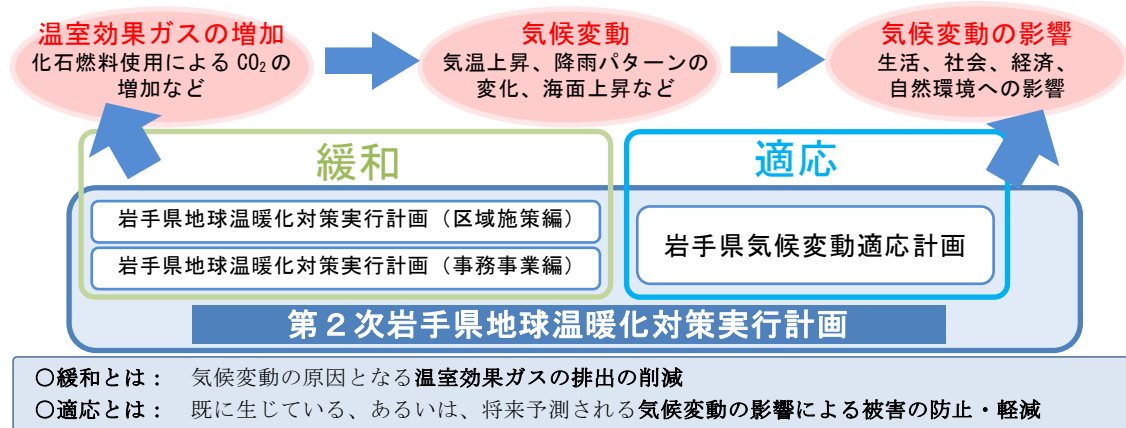 温室効果ガスの増加
化石燃料使用による CO₂ の
増加など
気候変動
気温上昇、降雨パターンの
変化、海面上昇など
気候変動の影響
生活、社会、経済、
自然環境への影響
緩和
適応
岩手県地球温暖化対策実行計画（区域施策編）
岩手県地球温暖化対策実行計画（事務事業編）
岩手県気候変動適応計画
第２次岩手県地球温暖化対策実行計画
〇緩和とは： 気候変動の原因となる温室効果ガスの排出の削減
〇適応とは： 既に生じている、あるいは、将来予測される気候変動の影響による被害の防止・軽減